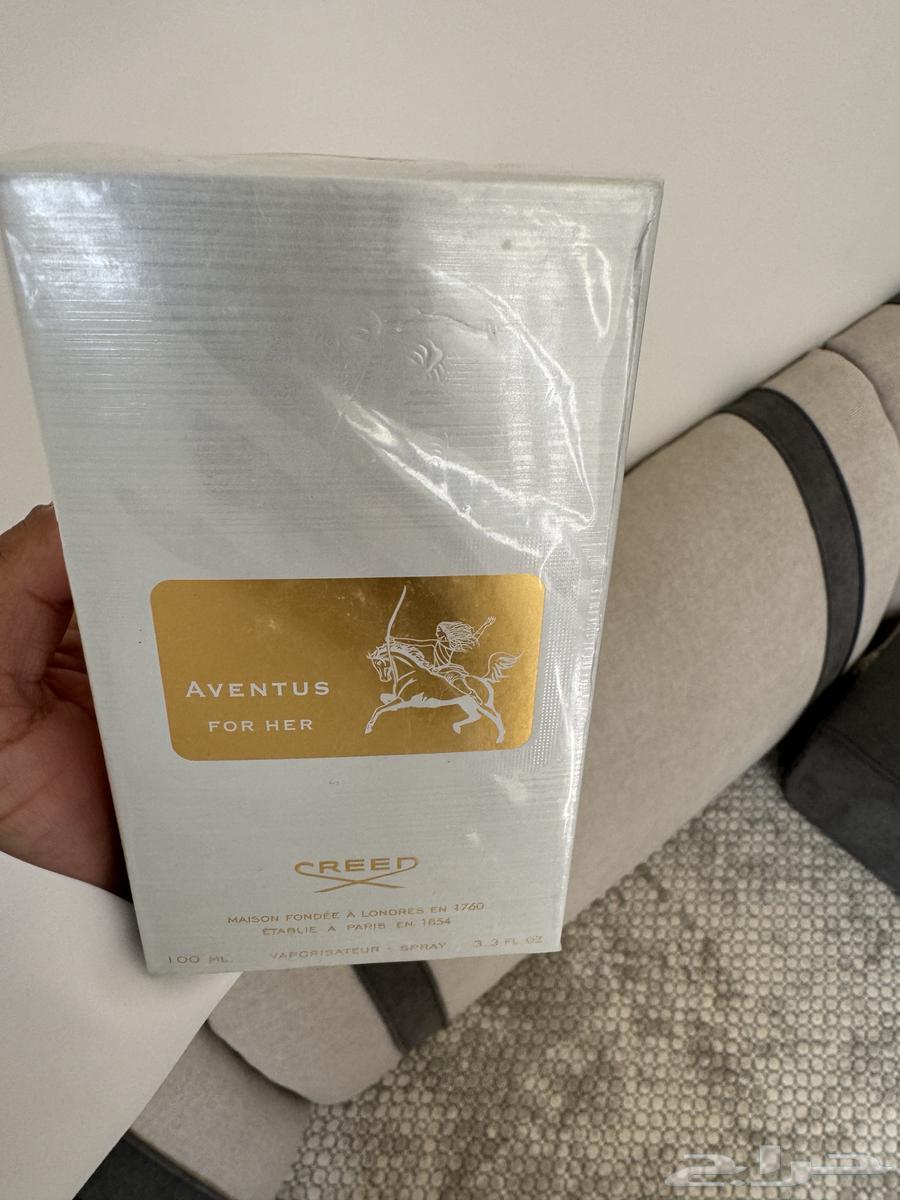 AVENTUS
FOR HER
CREED
MAISON FONDÉE À LONDRES EN 1760
ÉTABLIE À PARIS EN 1854
100 ML. VAPORISATEUR - SPRAY 3.3 FL OZ
حراج